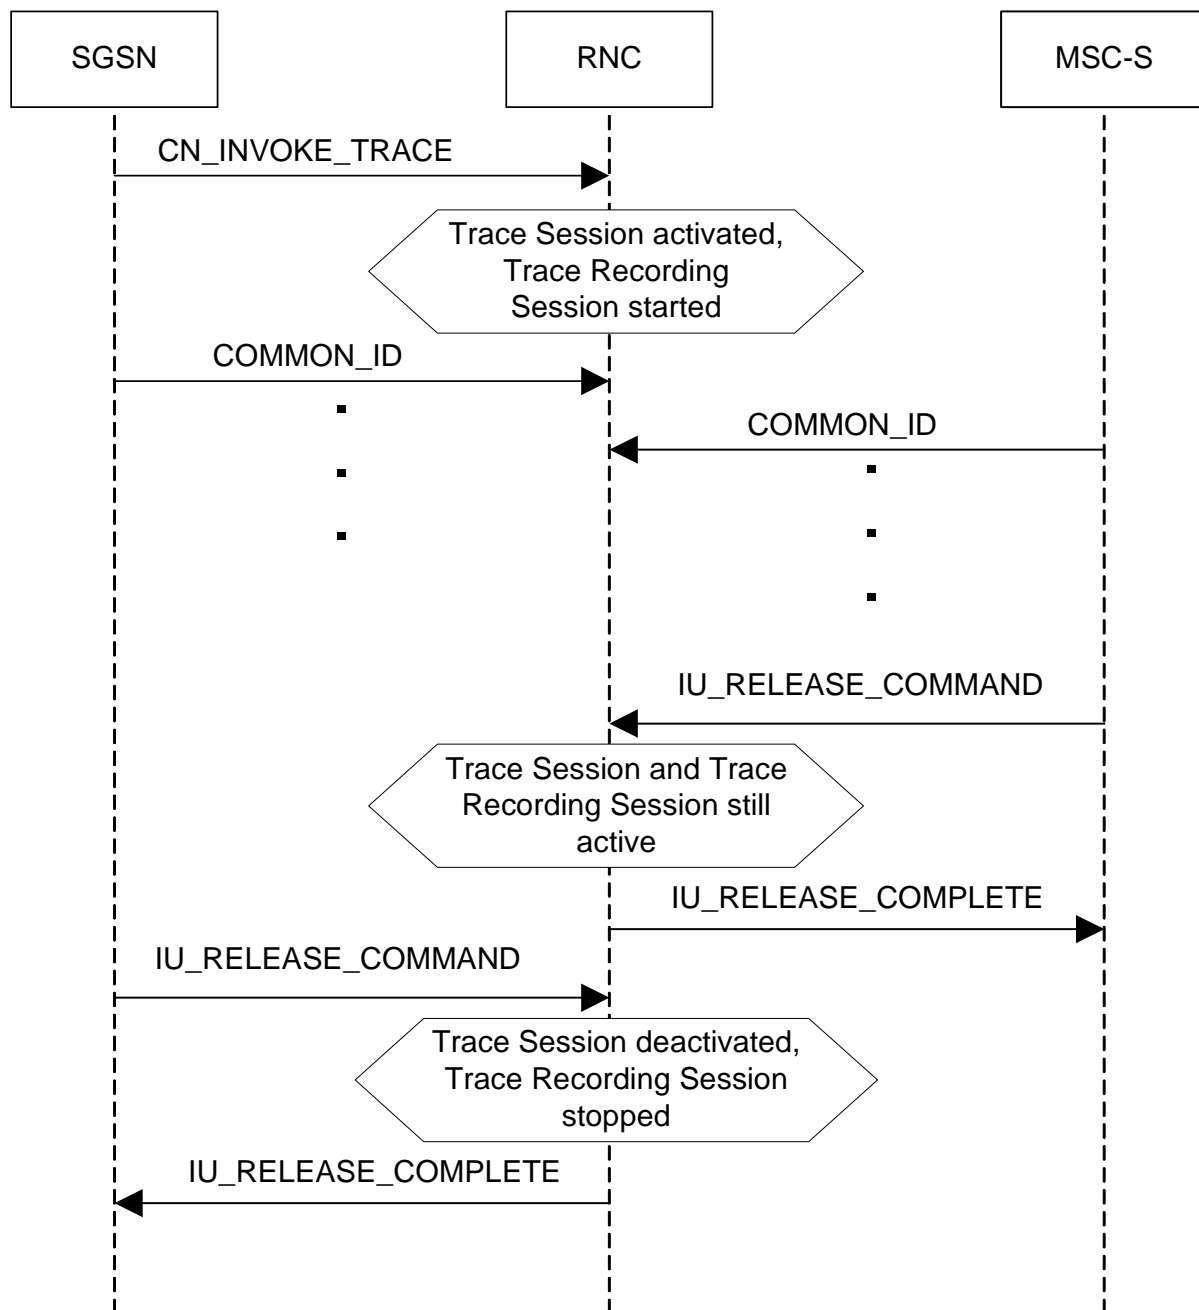 SGSN
RNC
MSC-S
CN_INVOKE_TRACE
Trace Session activated,
Trace Recording
Session started
COMMON_ID
COMMON_ID
IU_RELEASE_COMMAND
Trace Session and Trace
Recording Session still
active
IU_RELEASE_COMPLETE
IU_RELEASE_COMMAND
Trace Session deactivated,
Trace Recording Session
stopped
IU_RELEASE_COMPLETE